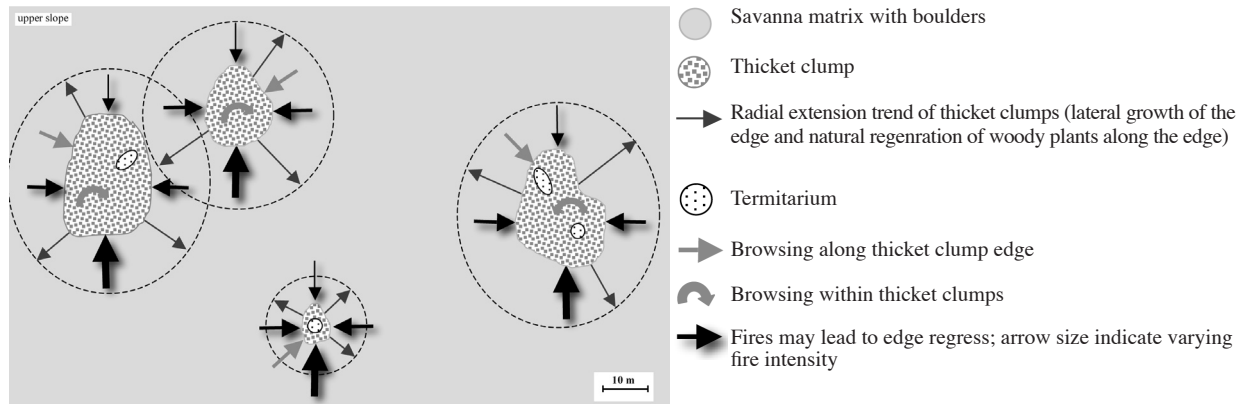 upper slope
10 m
Savanna matrix with boulders
Thicket clump
Radial extension trend of thicket clumps (lateral growth of the
edge and natural regenration of woody plants along the edge)
Termitarium
Browsing along thicket clump edge
Browsing within thicket clumps
Fires may lead to edge regress; arrow size indicate varying
fire intensity